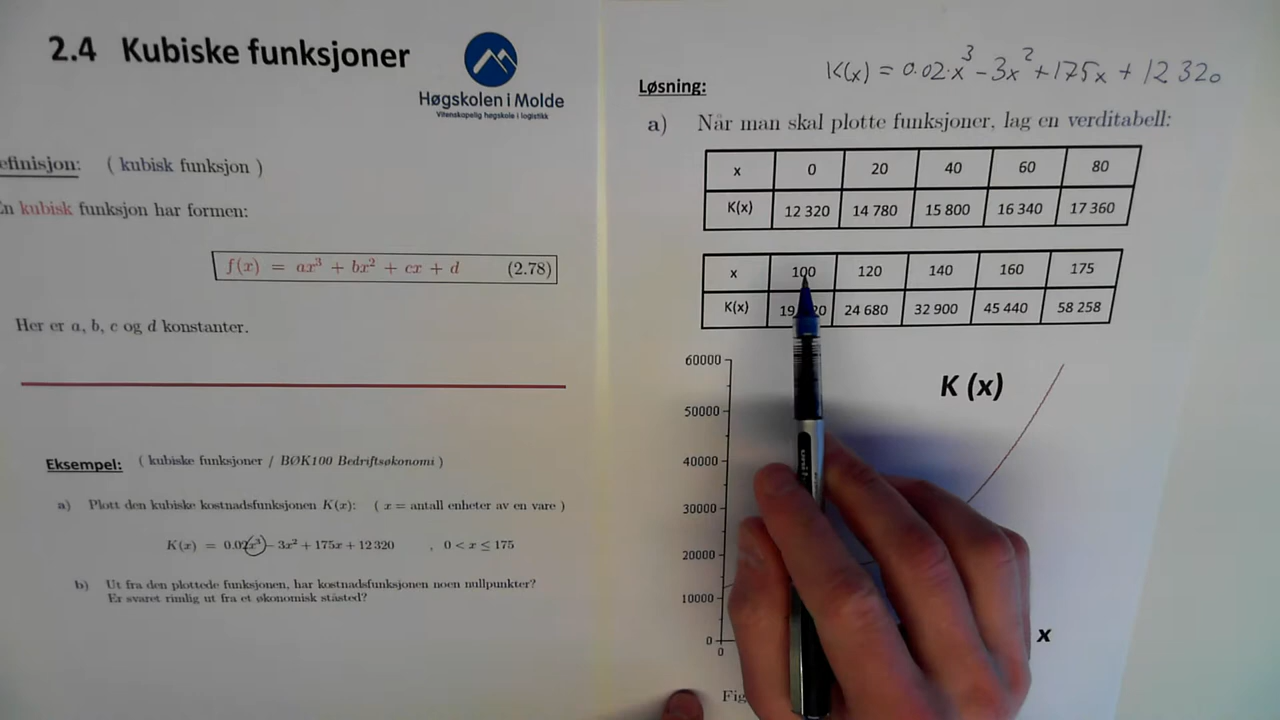 2.4 Kubiske funksjoner
Høgskolen i Molde
Vitenskapelig høgskole i logistikk
efinisjon: ( kubisk funksjon )
En kubisk funksjon har formen:
f(x) = ax³ + bx² + cx + d (2.78)
Her er a, b, c og d konstanter.
Eksempel: ( kubiske funksjoner / BØK100 Bedriftsøkonomi )
a) Plott den kubiske kostnadsfunksjonen K(x): ( x = antall enheter av en vare )
K(x) = 0.02x³ − 3x² + 175x + 12 320 , 0 < x ≤ 175
b) Ut fra den plottede funksjonen, har kostnadsfunksjonen noen nullpunkter?
Er svaret rimlig ut fra et økonomisk ståsted?
K(x) = 0.02·x³ − 3x² + 175x + 12 320
Løsning:
a) Når man skal plotte funksjoner, lag en verditabell:
x 0 20 40 60 80
K(x) 12 320 14 780 15 800 16 340 17 360
x 100 120 140 160 175
K(x) 24 680 32 900 45 440 58 258
60000
K (x)
50000
40000
30000
20000
10000
0
x
0
Fig